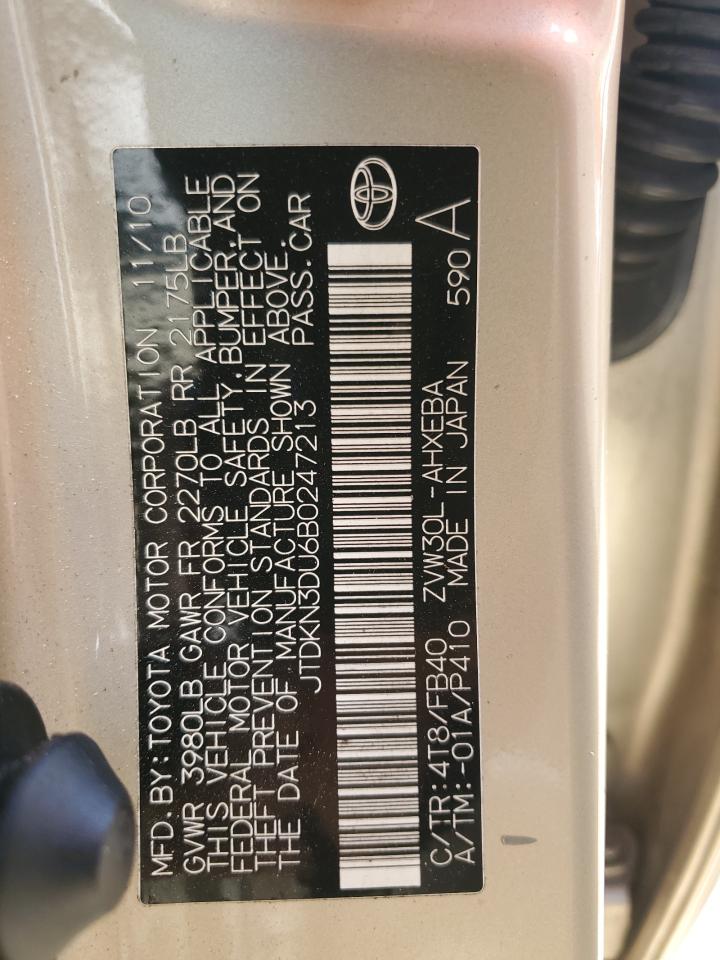 MFD. BY: TOYOTA MOTOR CORPORATION 11/10
GVWR 3980LB GAWR FR 2270LB RR 2175LB
THIS VEHICLE CONFORMS TO ALL APPLICABLE
FEDERAL MOTOR VEHICLE SAFETY, BUMPER, AND
THEFT PREVENTION STANDARDS IN EFFECT ON
THE DATE OF MANUFACTURE SHOWN ABOVE.
JTDKN3DU6B0247213 PASS. CAR
C/TR: 4T8/FB40 ZVW30L-AHXEBA 590 A
A/TM: -01A/P410 MADE IN JAPAN